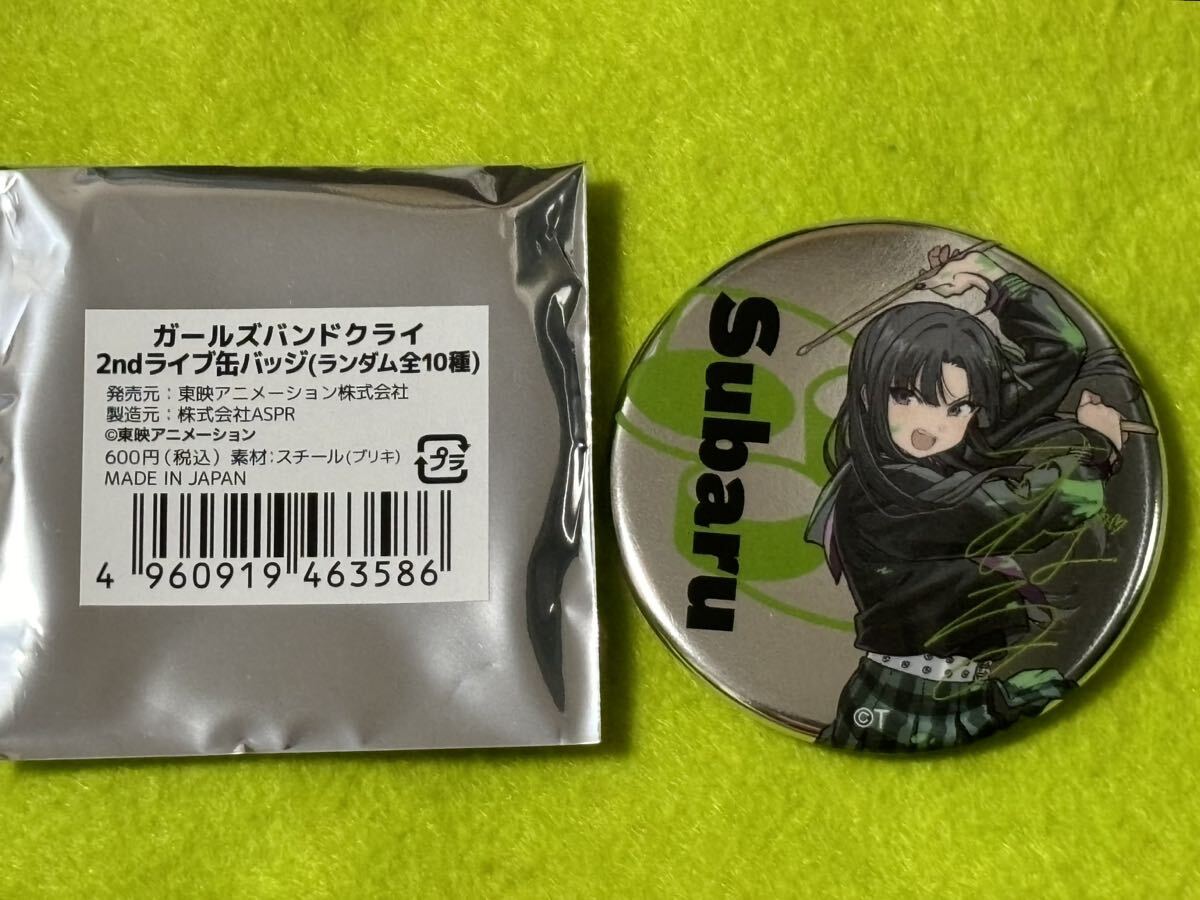 ガールズバンドクライ
2ndライブ缶バッジ(ランダム全10種)
発売元：東映アニメーション株式会社
製造元：株式会社ASPR
©東映アニメーション
600円(税込) 素材:スチール(ブリキ)
プラ
MADE IN JAPAN
4 960919 463586
Subaru
©T